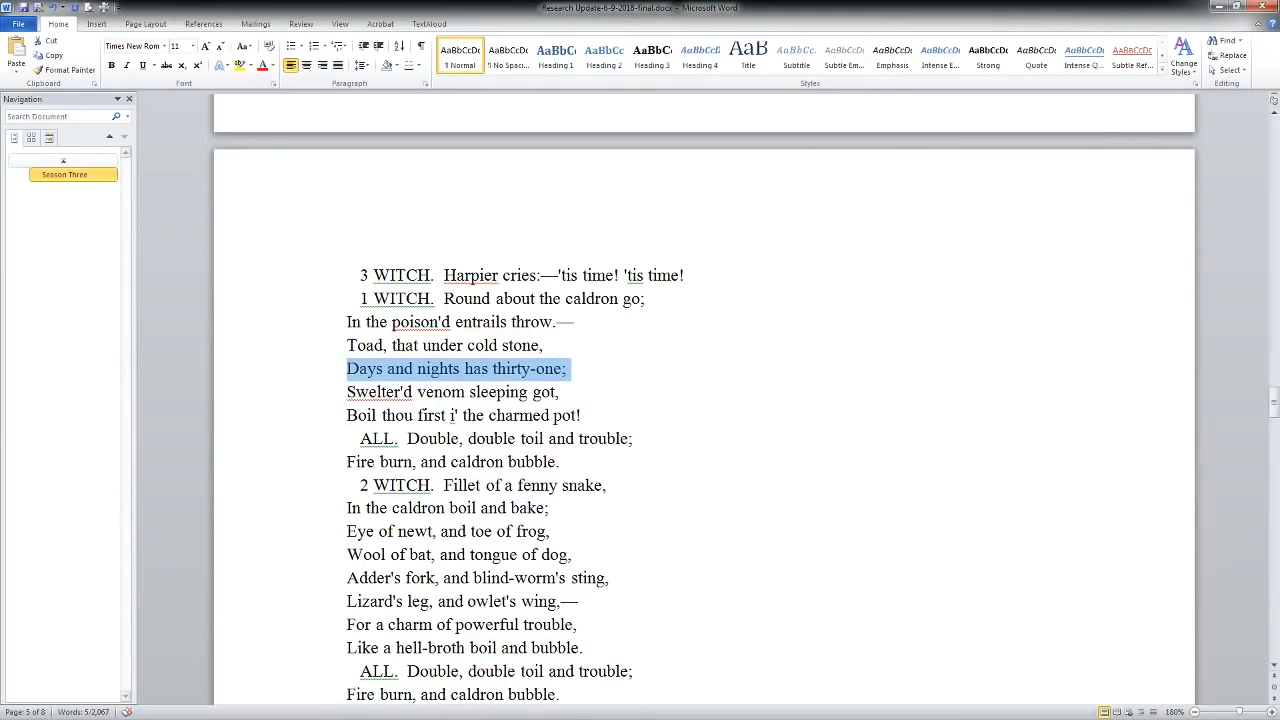 Research Update-6-9-2018-final.docx - Microsoft Word
File Home Insert Page Layout References Mailings Review View Acrobat TextAloud
Paste
Cut
Copy
Format Painter
Clipboard
Times New Rom 11
Font
Paragraph
AaBbCcDc AaBbCcDc AaBbC AaBbCc AaBbCc AaBbCcD AaB AaBbCc. AaBbCcDc AaBbCcDc AaBbCcDc AaBbCcDc AaBbCcDc AaBbCcDc AaBbCcDc
¶ Normal ¶ No Spaci... Heading 1 Heading 2 Heading 3 Heading 4 Title Subtitle Subtle Em... Emphasis Intense E... Strong Quote Intense Q... Subtle Ref...
Styles
Change Styles
Find
Replace
Select
Editing
Navigation
Search Document
Season Three
3 WITCH. Harpier cries:—'tis time! 'tis time!
1 WITCH. Round about the caldron go;
In the poison'd entrails throw.—
Toad, that under cold stone,
Days and nights has thirty-one;
Swelter'd venom sleeping got,
Boil thou first i' the charmed pot!
ALL. Double, double toil and trouble;
Fire burn, and caldron bubble.
2 WITCH. Fillet of a fenny snake,
In the caldron boil and bake;
Eye of newt, and toe of frog,
Wool of bat, and tongue of dog,
Adder's fork, and blind-worm's sting,
Lizard's leg, and owlet's wing,—
For a charm of powerful trouble,
Like a hell-broth boil and bubble.
ALL. Double, double toil and trouble;
Fire burn, and caldron bubble.
Page: 5 of 8 Words: 5/2,067 180%